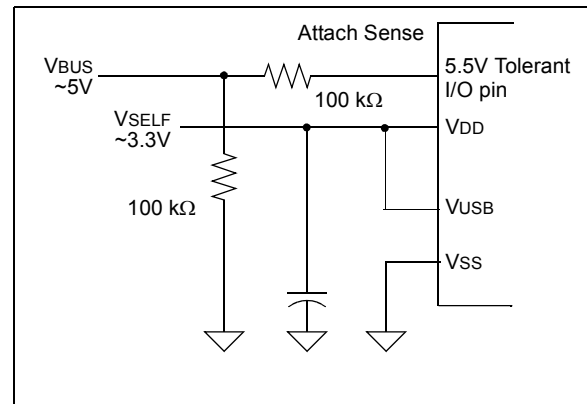 Attach Sense
VBUS
~5V
5.5V Tolerant
I/O pin
100 kΩ
VSELF
~3.3V
VDD
100 kΩ
VUSB
VSS